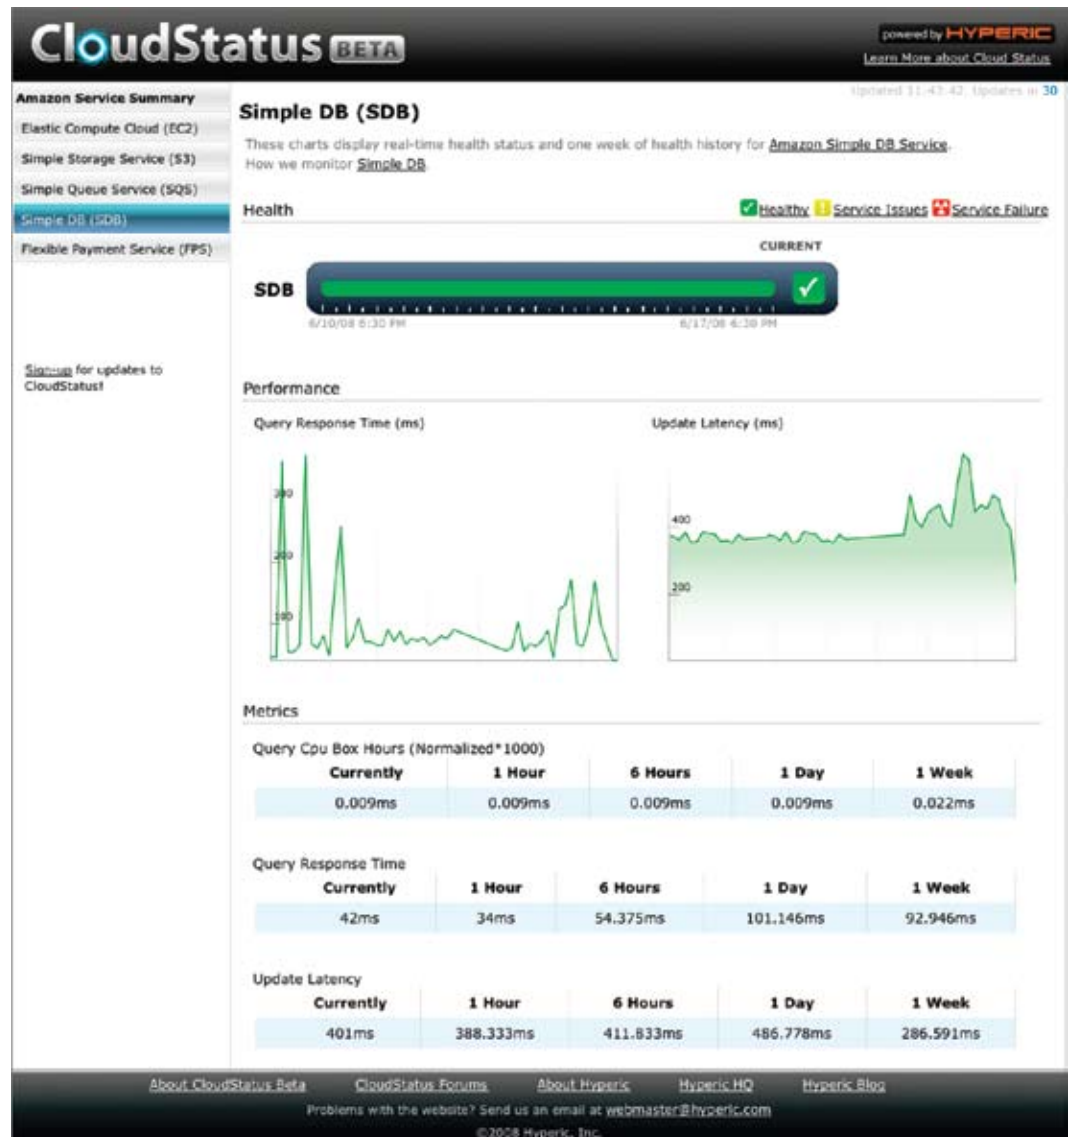 CloudStatus BETA
powered by HYPERIC
Learn More about Cloud Status
Updated 11:43:42, Updates in 30
Amazon Service Summary
Elastic Compute Cloud (EC2)
Simple Storage Service (S3)
Simple Queue Service (SQS)
Simple DB (SDB)
Flexible Payment Service (FPS)
Sign-up for updates to
CloudStatus!
Simple DB (SDB)
These charts display real-time health status and one week of health history for Amazon Simple DB Service.
How we monitor Simple DB.
Health
Healthy Service Issues Service Failure
CURRENT
SDB
6/10/08 6:30 PM 6/17/08 6:30 PM
Performance
Query Response Time (ms)
300
200
100
Update Latency (ms)
400
200
Metrics
Query Cpu Box Hours (Normalized*1000)
Currently 1 Hour 6 Hours 1 Day 1 Week
0.009ms 0.009ms 0.009ms 0.009ms 0.022ms
Query Response Time
Currently 1 Hour 6 Hours 1 Day 1 Week
42ms 34ms 54.375ms 101.146ms 92.946ms
Update Latency
Currently 1 Hour 6 Hours 1 Day 1 Week
401ms 388.333ms 411.833ms 486.778ms 286.591ms
About CloudStatus Beta CloudStatus Forums About Hyperic Hyperic HQ Hyperic Blog
Problems with the website? Send us an email at webmaster@hyperic.com
©2008 Hyperic, Inc.